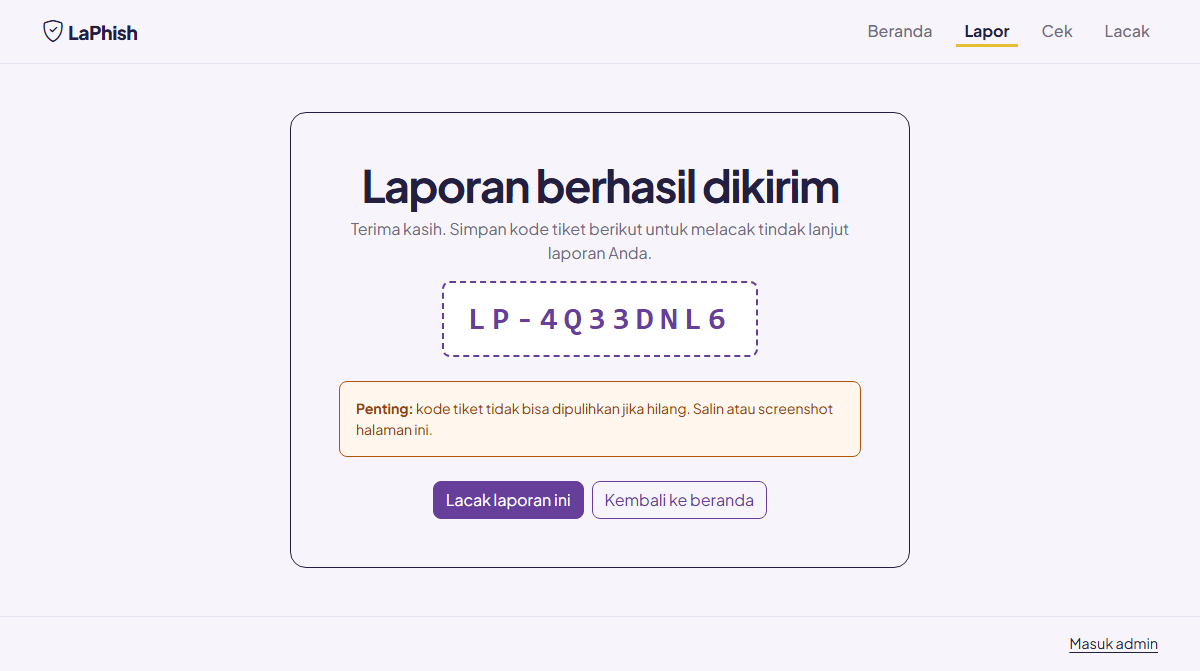 LaPhish
Beranda
Lapor
Cek
Lacak
Laporan berhasil dikirim
Terima kasih. Simpan kode tiket berikut untuk melacak tindak lanjut
laporan Anda.
LP-4Q33DNL6
Penting: kode tiket tidak bisa dipulihkan jika hilang. Salin atau screenshot
halaman ini.
Lacak laporan ini
Kembali ke beranda
Masuk admin